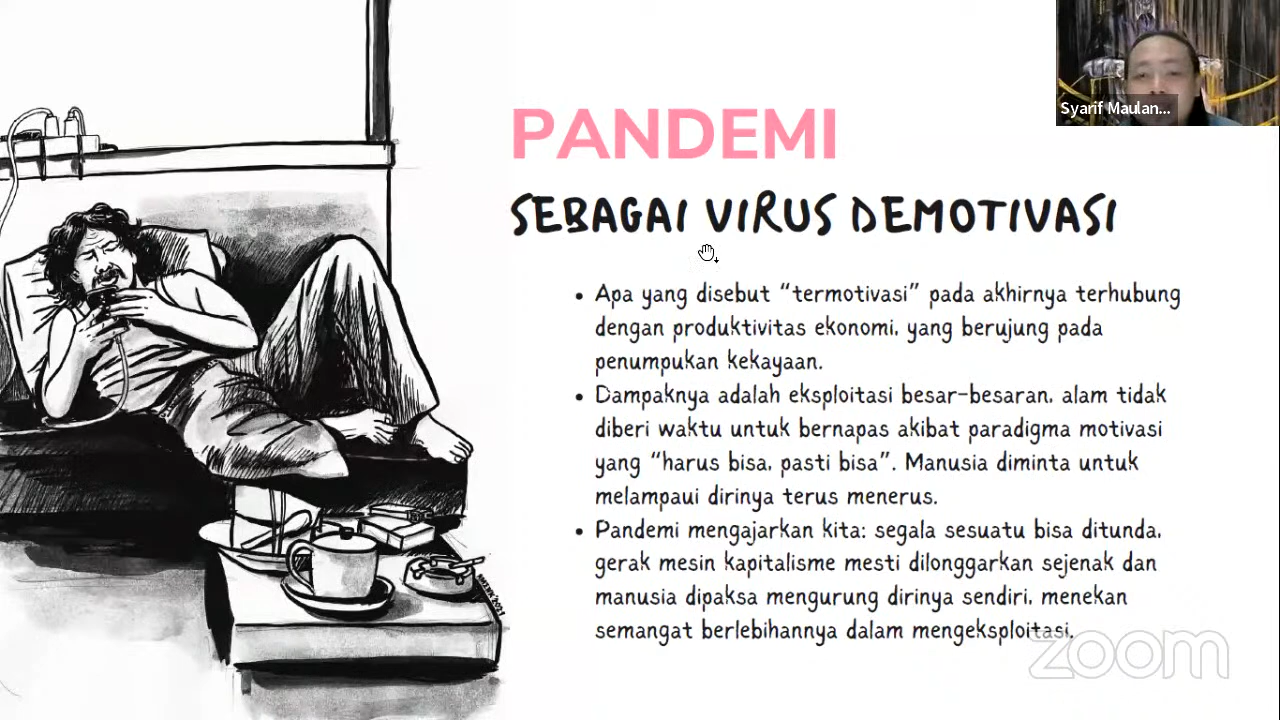 Syarif Maulan...
PANDEMI
SEBAGAI VIRUS DEMOTIVASI
• Apa yang disebut “termotivasi” pada akhirnya terhubung
dengan produktivitas ekonomi, yang berujung pada
penumpukan kekayaan.
• Dampaknya adalah eksploitasi besar-besaran, alam tidak
diberi waktu untuk bernapas akibat paradigma motivasi
yang “harus bisa, pasti bisa”. Manusia diminta untuk
melampaui dirinya terus menerus.
• Pandemi mengajarkan kita: segala sesuatu bisa ditunda,
gerak mesin kapitalisme mesti dilonggarkan sejenak dan
manusia dipaksa mengurung dirinya sendiri, menekan
semangat berlebihannya dalam mengeksploitasi.
zoom